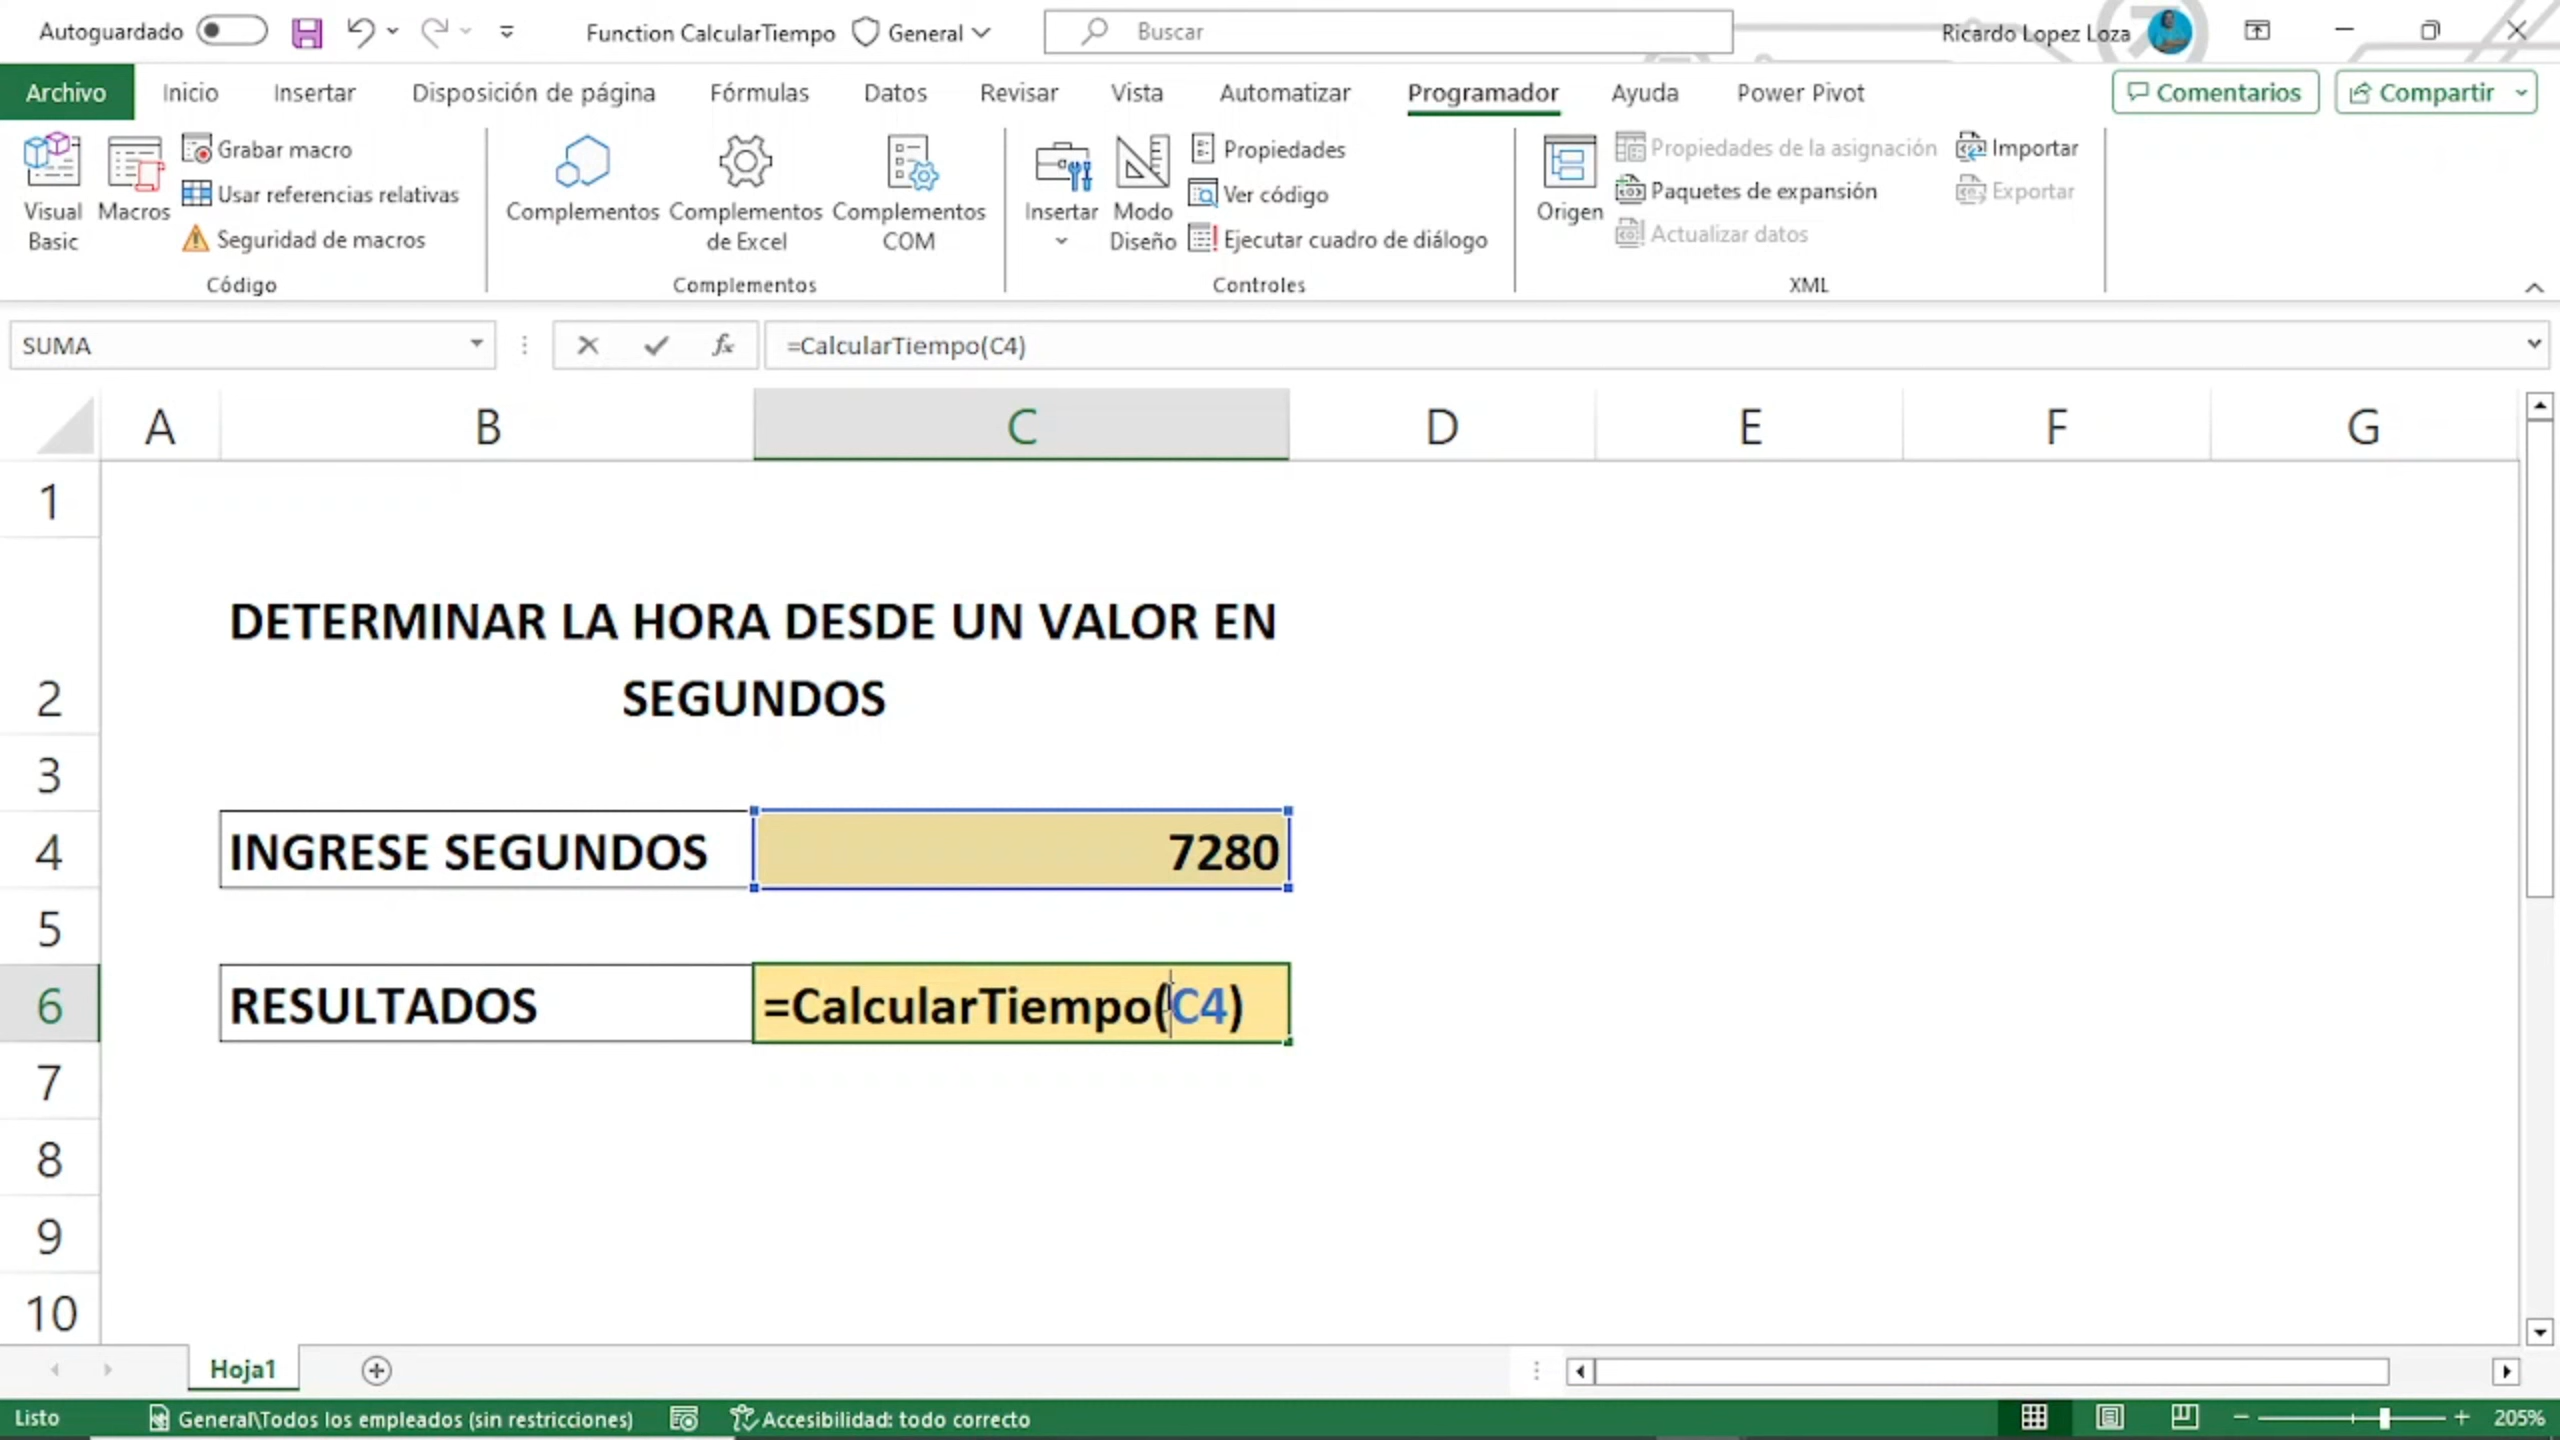 Autoguardado
Function CalcularTiempo
General
Buscar
Ricardo Lopez Loza
Archivo Inicio Insertar Disposición de página Fórmulas Datos Revisar Vista Automatizar Programador Ayuda Power Pivot
Comentarios
Compartir
Visual Basic
Macros
Grabar macro
Usar referencias relativas
Seguridad de macros
Código
Complementos
Complementos de Excel
Complementos COM
Complementos
Insertar
Modo Diseño
Propiedades
Ver código
Ejecutar cuadro de diálogo
Controles
Origen
Propiedades de la asignación
Paquetes de expansión
Actualizar datos
Importar
Exportar
XML
SUMA
fx
=CalcularTiempo(C4)
A B C D E F G
1
DETERMINAR LA HORA DESDE UN VALOR EN
2 SEGUNDOS
3
4 INGRESE SEGUNDOS 7280
5
6 RESULTADOS =CalcularTiempo(C4)
7
8
9
10
Hoja1
Listo
General\Todos los empleados (sin restricciones)
Accesibilidad: todo correcto
205%